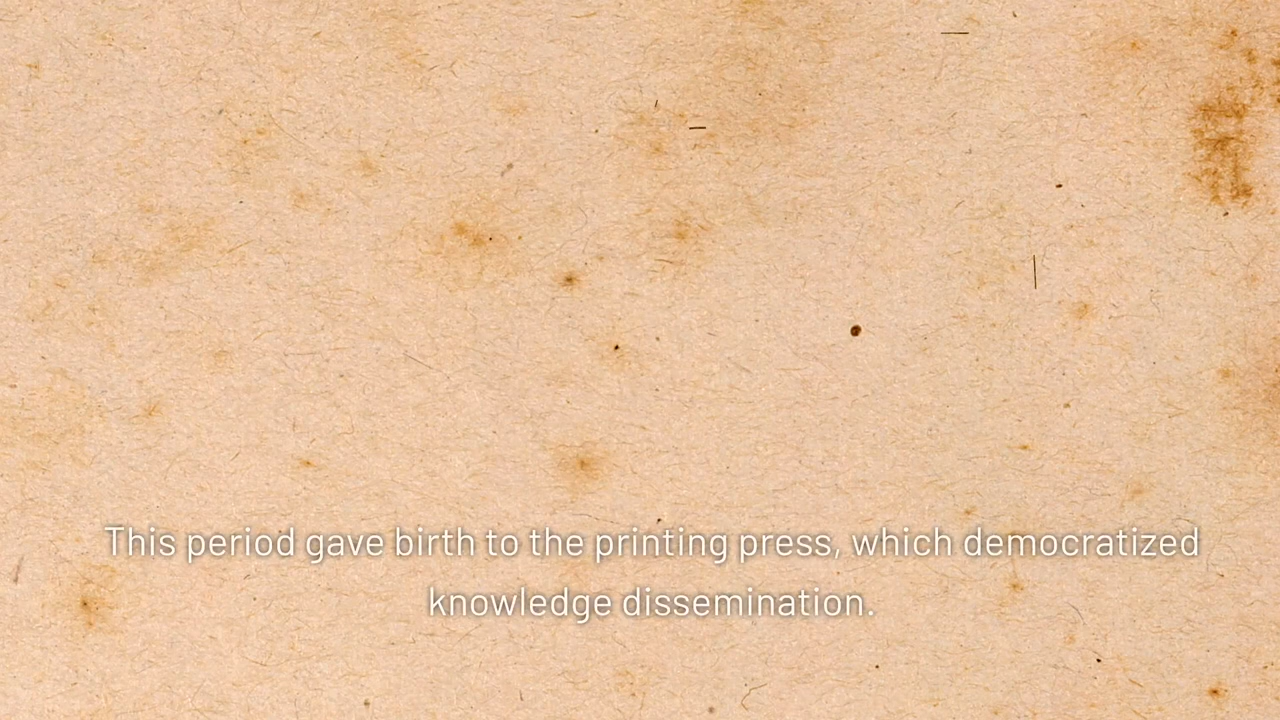 This period gave birth to the printing press, which democratized
knowledge dissemination.